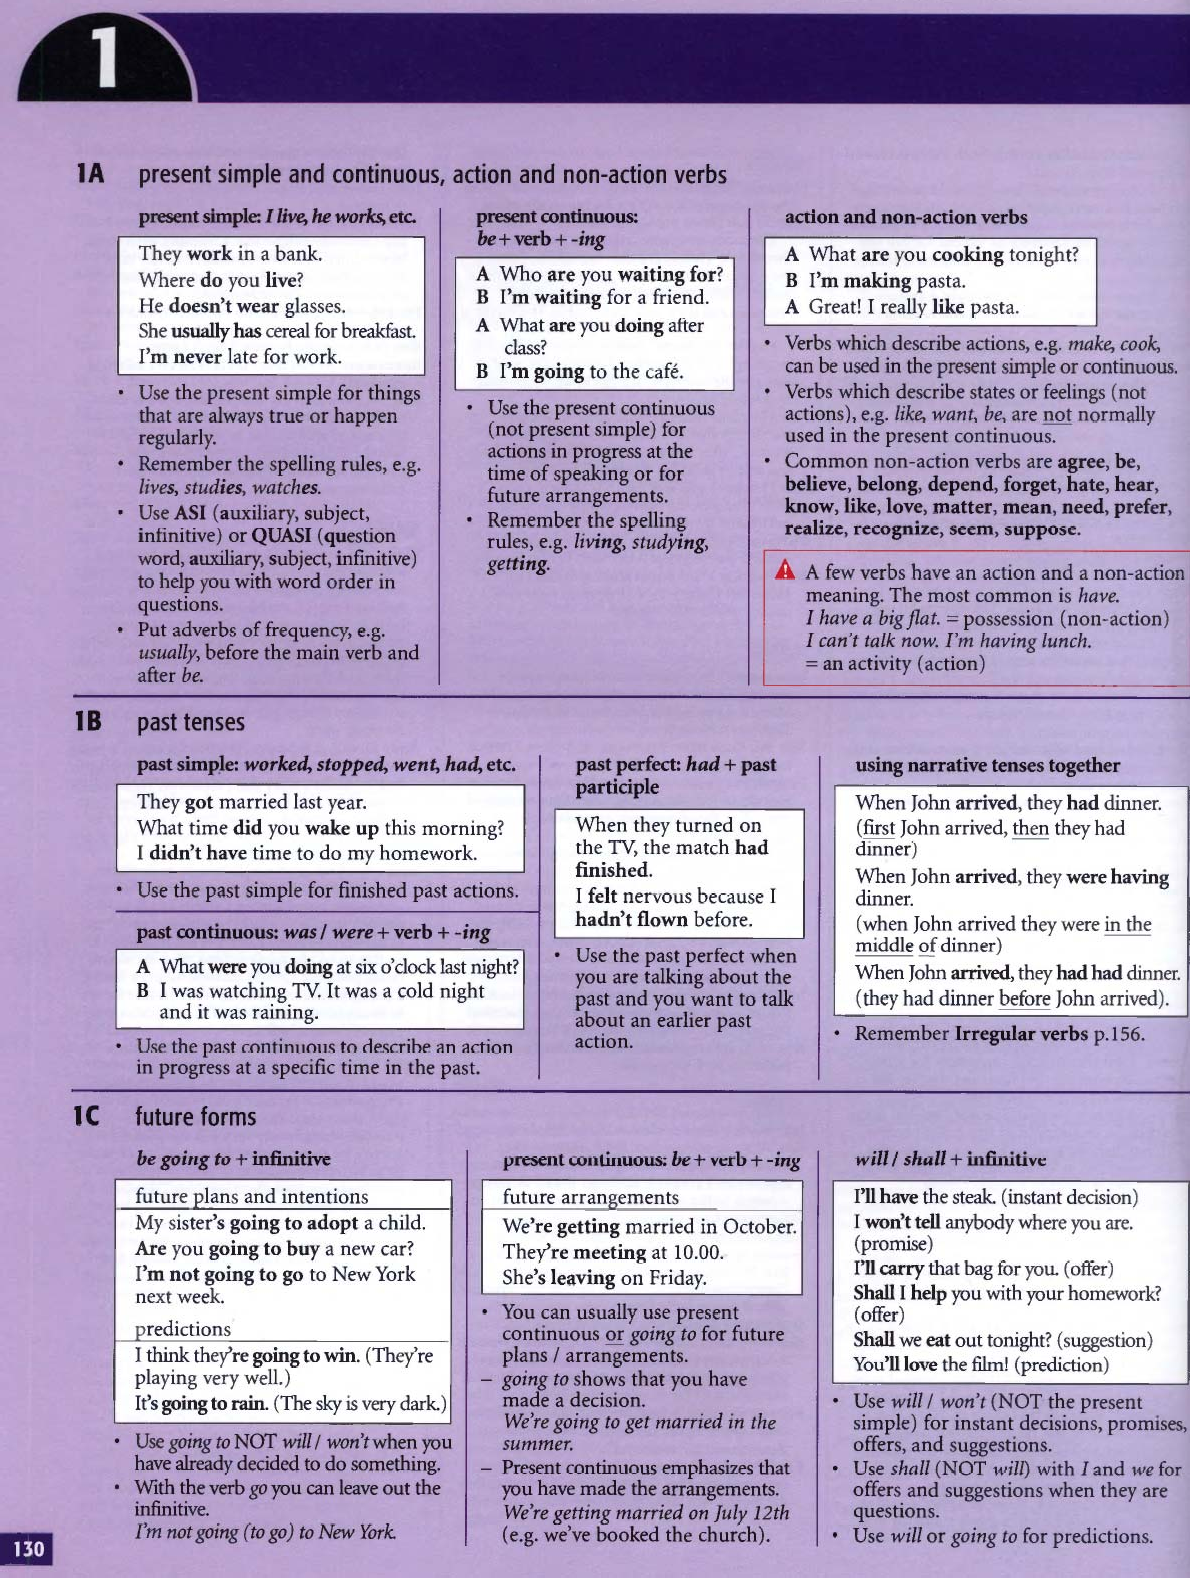 1
1A present simple and continuous, action and non-action verbs
present simple: I live, he works, etc.
They work in a bank.
Where do you live?
He doesn't wear glasses.
She usually has cereal for breakfast.
I'm never late for work.
• Use the present simple for things
that are always true or happen
regularly.
• Remember the spelling rules, e.g.
lives, studies, watches.
• Use ASI (auxiliary, subject,
infinitive) or QUASI (question
word, auxiliary, subject, infinitive)
to help you with word order in
questions.
• Put adverbs of frequency, e.g.
usually, before the main verb and
after be.
present continuous:
be + verb + -ing
A Who are you waiting for?
B I'm waiting for a friend.
A What are you doing after
class?
B I'm going to the café.
• Use the present continuous
(not present simple) for
actions in progress at the
time of speaking or for
future arrangements.
• Remember the spelling
rules, e.g. living, studying,
getting.
action and non-action verbs
A What are you cooking tonight?
B I'm making pasta.
A Great! I really like pasta.
• Verbs which describe actions, e.g. make, cook,
can be used in the present simple or continuous.
• Verbs which describe states or feelings (not
actions), e.g. like, want, be, are not normally
used in the present continuous.
• Common non-action verbs are agree, be,
believe, belong, depend, forget, hate, hear,
know, like, love, matter, mean, need, prefer,
realize, recognize, seem, suppose.
! A few verbs have an action and a non-action
meaning. The most common is have.
I have a big flat. = possession (non-action)
I can't talk now. I'm having lunch.
= an activity (action)
1B past tenses
past simple: worked, stopped, went, had, etc.
They got married last year.
What time did you wake up this morning?
I didn't have time to do my homework.
• Use the past simple for finished past actions.
past continuous: was / were + verb + -ing
A What were you doing at six o'clock last night?
B I was watching TV. It was a cold night
and it was raining.
• Use the past continuous to describe an action
in progress at a specific time in the past.
past perfect: had + past
participle
When they turned on
the TV, the match had
finished.
I felt nervous because I
hadn't flown before.
• Use the past perfect when
you are talking about the
past and you want to talk
about an earlier past
action.
using narrative tenses together
When John arrived, they had dinner.
(first John arrived, then they had
dinner)
When John arrived, they were having
dinner.
(when John arrived they were in the
middle of dinner)
When John arrived, they had had dinner.
(they had dinner before John arrived).
• Remember Irregular verbs p.156.
1C future forms
be going to + infinitive
future plans and intentions
My sister's going to adopt a child.
Are you going to buy a new car?
I'm not going to go to New York
next week.
predictions
I think they're going to win. (They're
playing very well.)
It's going to rain. (The sky is very dark.)
• Use going to NOT will / won't when you
have already decided to do something.
• With the verb go you can leave out the
infinitive.
I'm not going (to go) to New York.
present continuous: be + verb + -ing
future arrangements
We're getting married in October.
They're meeting at 10.00.
She's leaving on Friday.
• You can usually use present
continuous or going to for future
plans / arrangements.
– going to shows that you have
made a decision.
We're going to get married in the
summer.
– Present continuous emphasizes that
you have made the arrangements.
We're getting married on July 12th
(e.g. we've booked the church).
will / shall + infinitive
I'll have the steak. (instant decision)
I won't tell anybody where you are.
(promise)
I'll carry that bag for you. (offer)
Shall I help you with your homework?
(offer)
Shall we eat out tonight? (suggestion)
You'll love the film! (prediction)
• Use will / won't (NOT the present
simple) for instant decisions, promises,
offers, and suggestions.
• Use shall (NOT will) with I and we for
offers and suggestions when they are
questions.
• Use will or going to for predictions.
130